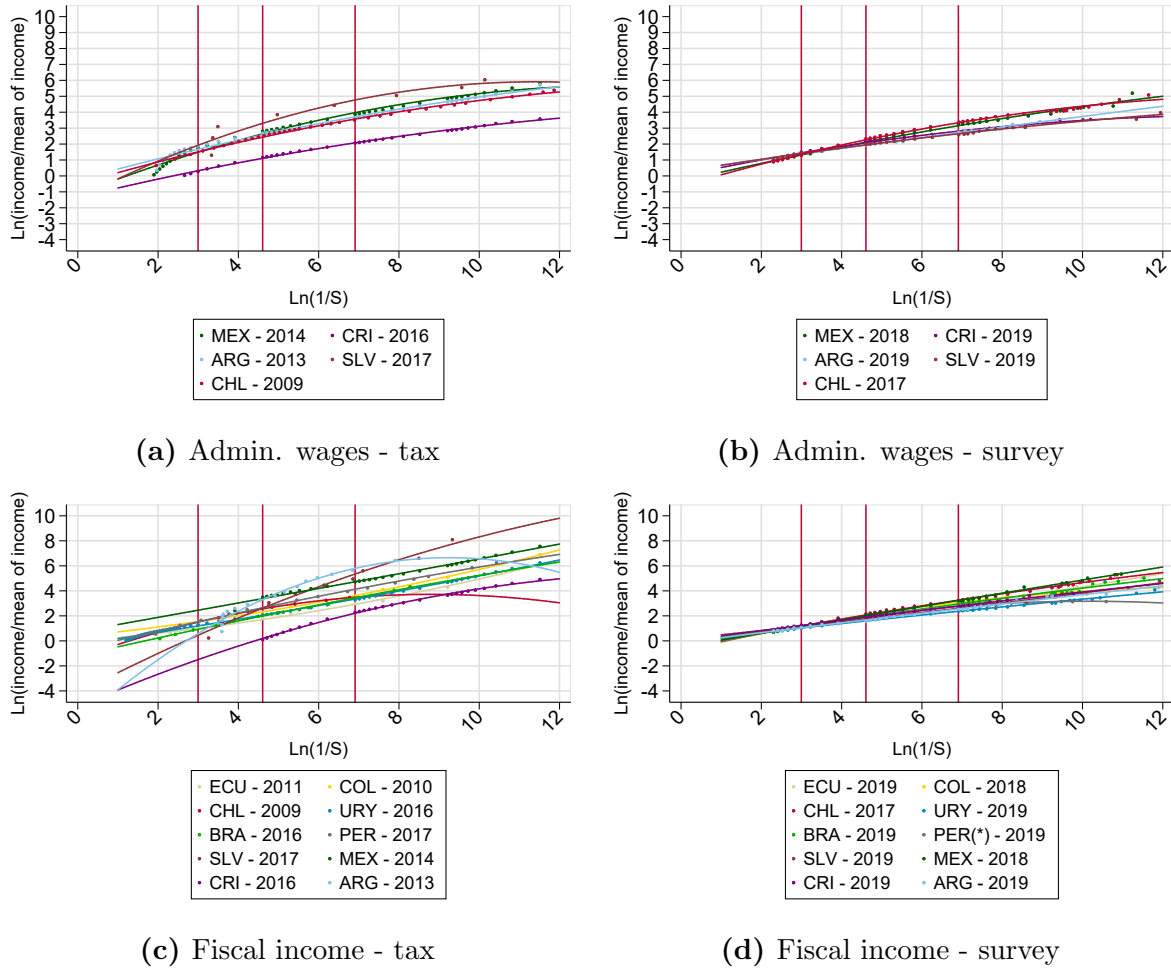 Ln(income/mean of income)
10
9
8
7
6
5
4
3
2
1
0
-1
-2
-3
-4
0
2
4
6
8
10
12
Ln(1/S)
MEX - 2014
CRI - 2016
ARG - 2013
SLV - 2017
CHL - 2009
(a) Admin. wages - tax
Ln(income/mean of income)
10
9
8
7
6
5
4
3
2
1
0
-1
-2
-3
-4
0
2
4
6
8
10
12
Ln(1/S)
MEX - 2018
CRI - 2019
ARG - 2019
SLV - 2019
CHL - 2017
(b) Admin. wages - survey
Ln(income/mean of income)
10
8
6
4
2
0
-2
-4
0
2
4
6
8
10
12
Ln(1/S)
ECU - 2011
COL - 2010
CHL - 2009
URY - 2016
BRA - 2016
PER - 2017
SLV - 2017
MEX - 2014
CRI - 2016
ARG - 2013
(c) Fiscal income - tax
Ln(income/mean of income)
10
8
6
4
2
0
-2
-4
0
2
4
6
8
10
12
Ln(1/S)
ECU - 2019
COL - 2018
CHL - 2017
URY - 2019
BRA - 2019
PER(*) - 2019
SLV - 2019
MEX - 2018
CRI - 2019
ARG - 2019
(d) Fiscal income - survey